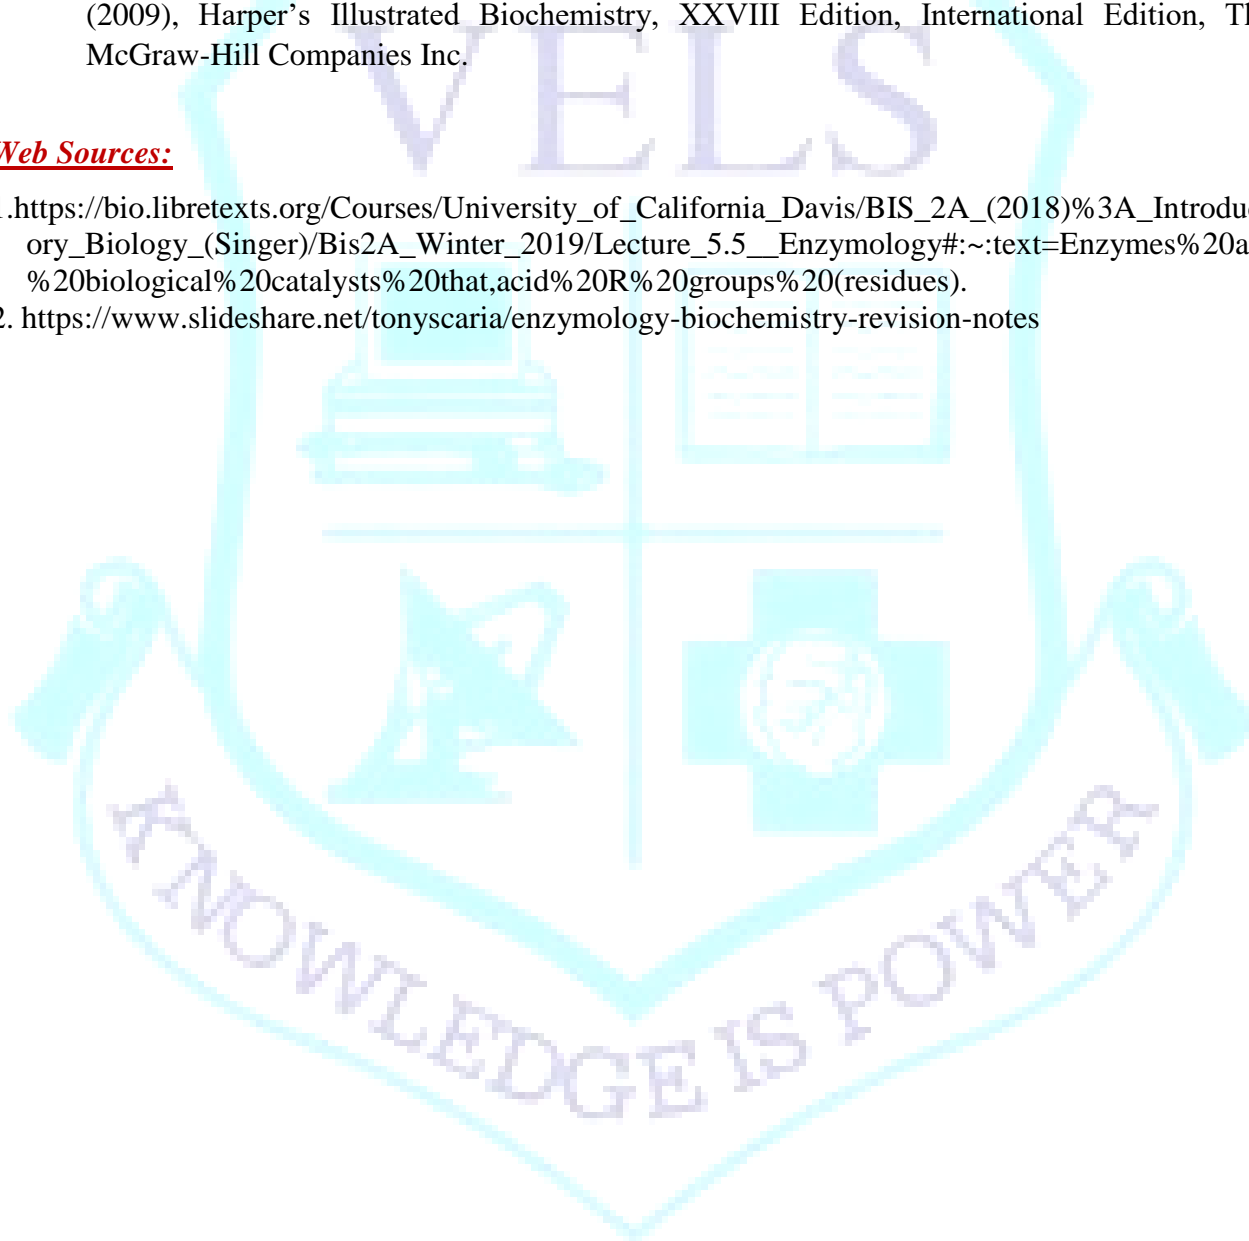 (2009), Harper's Illustrated Biochemistry, XXVIII Edition, International Edition,
McGraw-Hill Companies Inc.
VELS
Web Sources:
1.https://bio.libretexts.org/Courses/University_of_California_Davis/BIS_2A_(2018)%3A_Introduc
ory_Biology_(Singer)/Bis2A_Winter_2019/Lecture_5.5__Enzymology#:~:text=Enzymes%20a
%20biological%20catalysts%20that,acid%20R%20groups%20(residues).
2. https://www.slideshare.net/tonyscaria/enzymology-biochemistry-revision-notes
KNOWLEDGE IS POWER